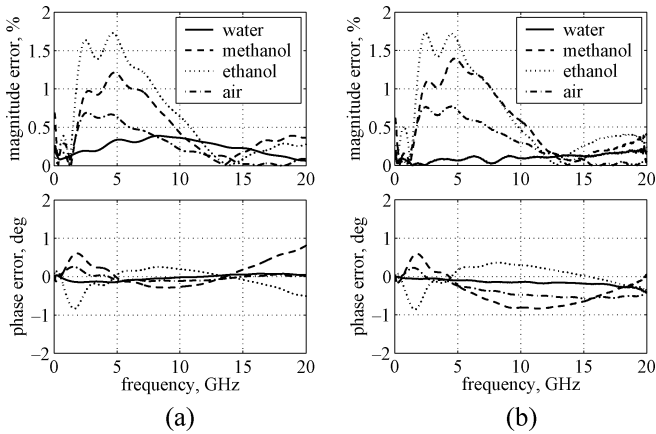 magnitude error, %
2
1.5
1
0.5
0
water
methanol
ethanol
air
0 5 10 15 20
phase error, deg
2
1
0
−1
−2
0 5 10 15 20
frequency, GHz
(a)
magnitude error, %
2
1.5
1
0.5
0
water
methanol
ethanol
air
0 5 10 15 20
phase error, deg
2
1
0
−1
−2
0 5 10 15 20
frequency, GHz
(b)